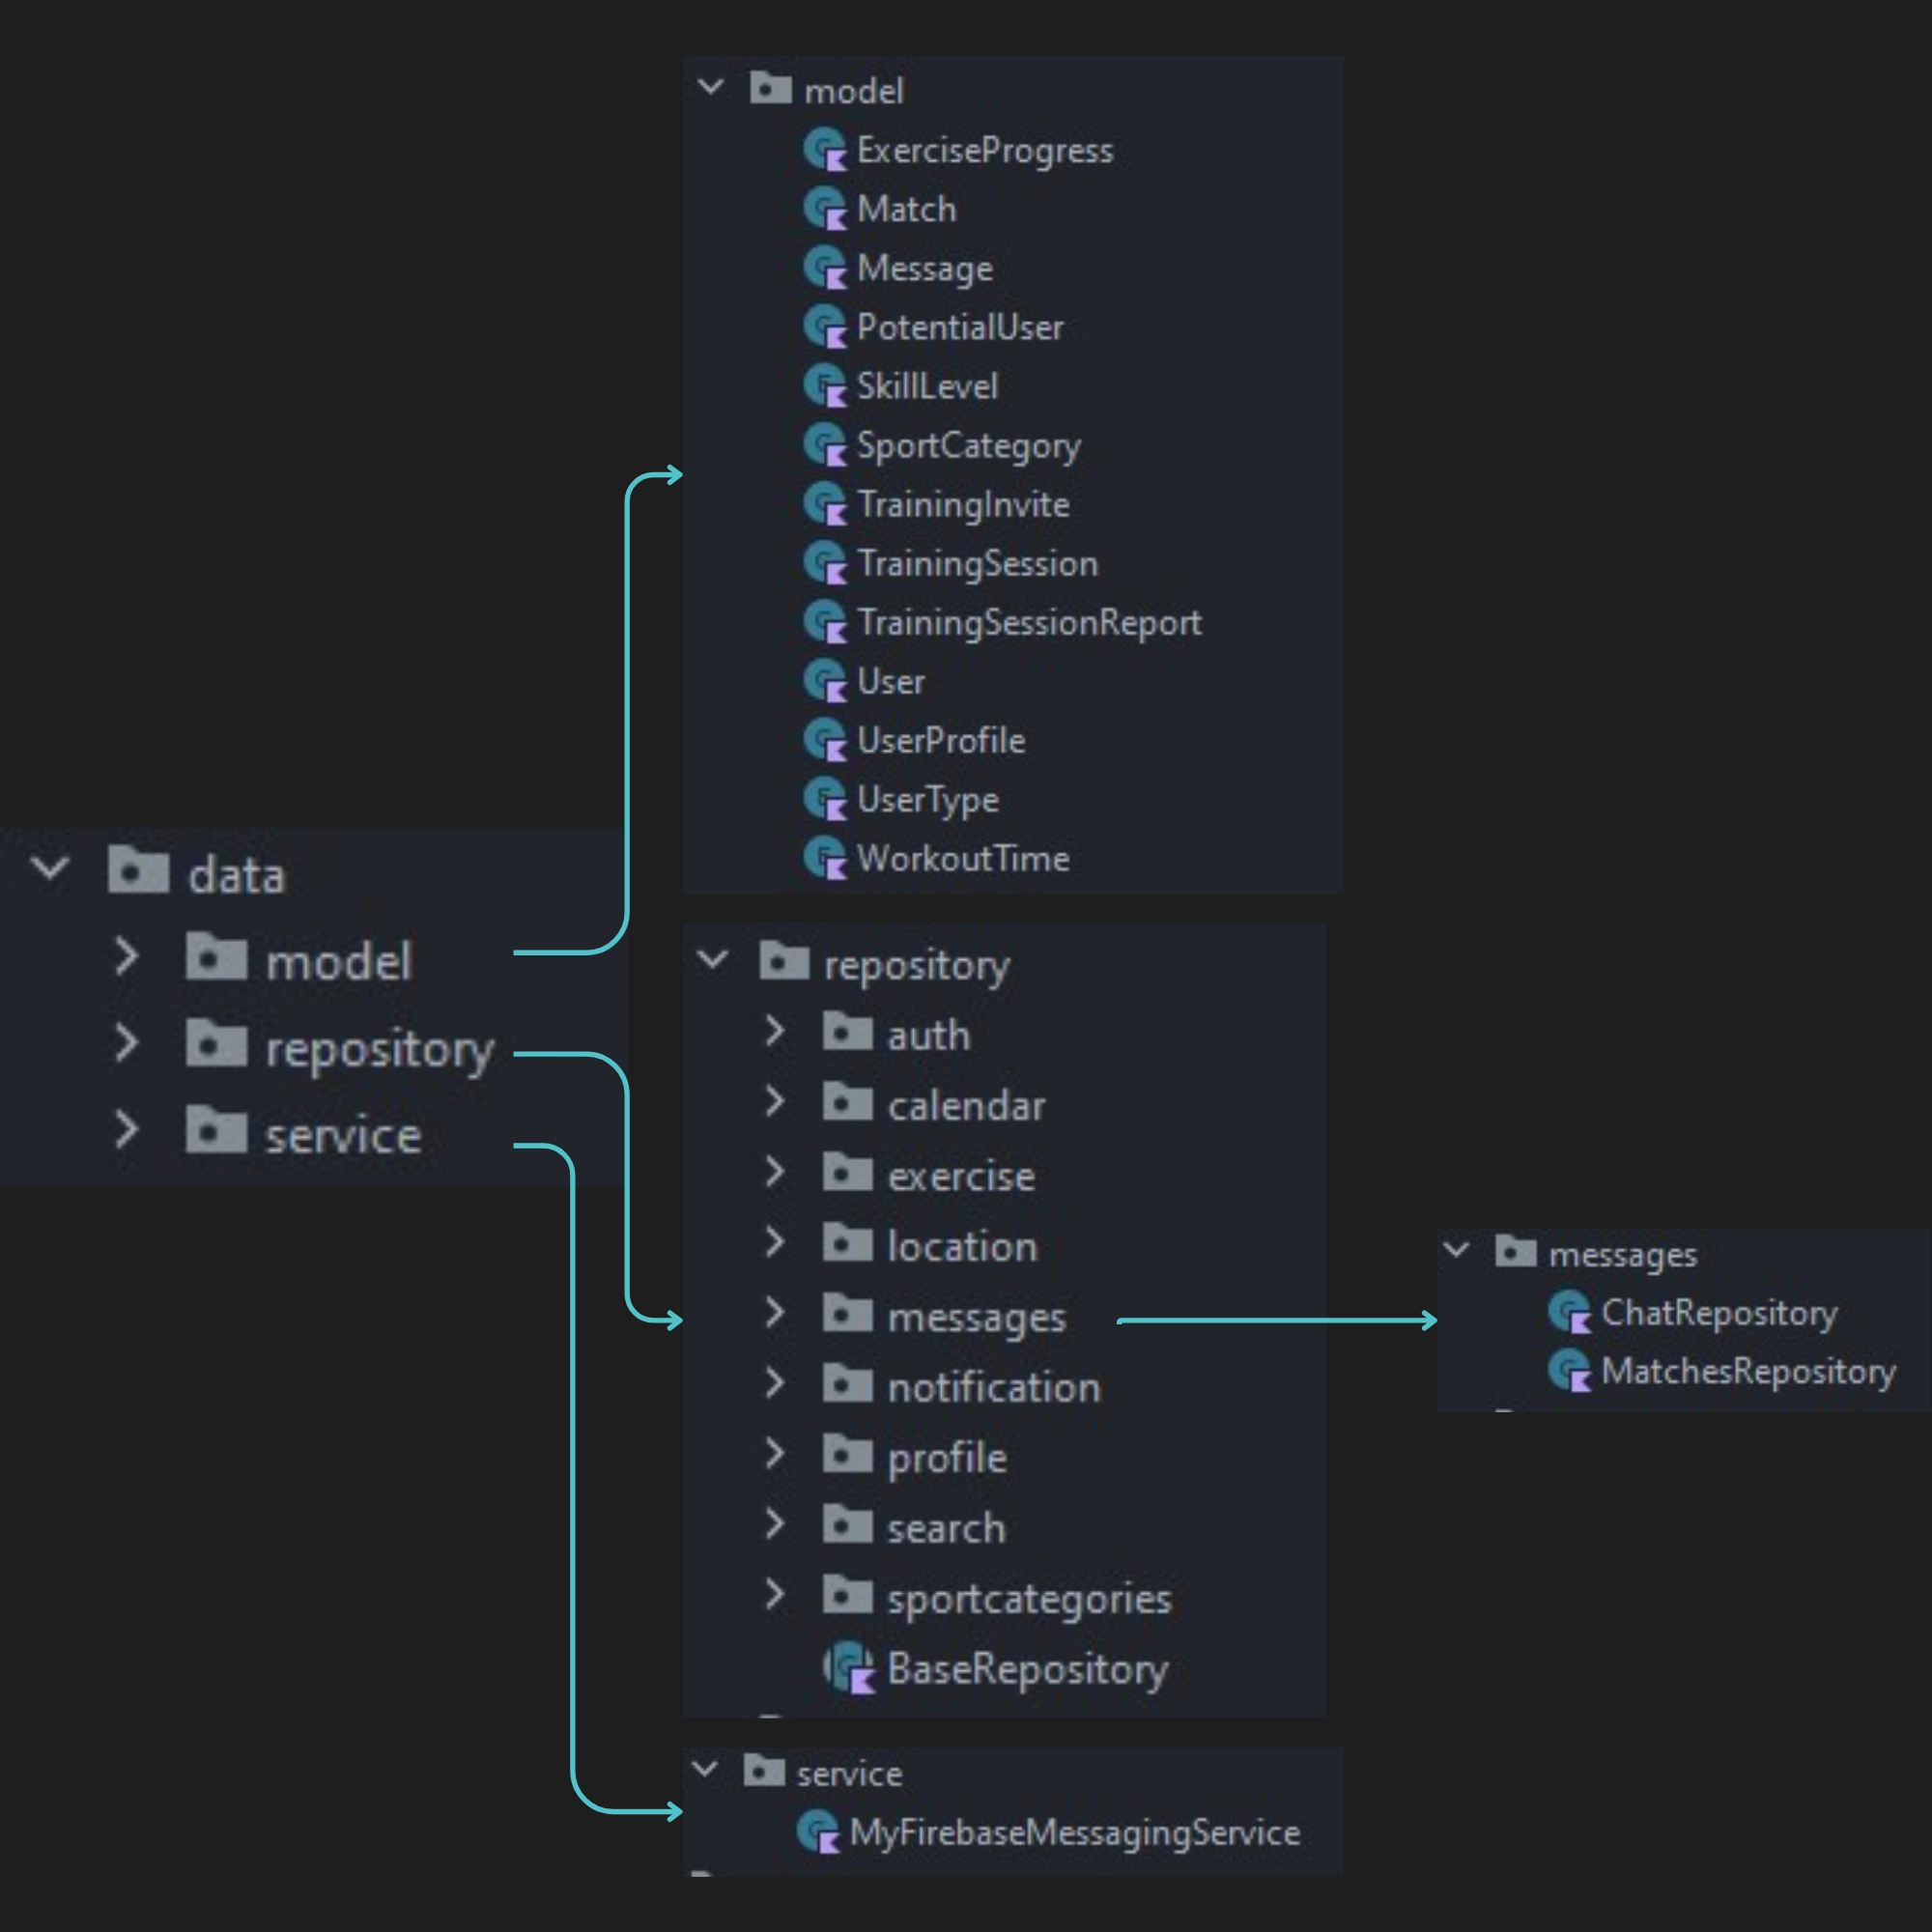 data
model
repository
service
model
ExerciseProgress
Match
Message
PotentialUser
SkillLevel
SportCategory
TrainingInvite
TrainingSession
TrainingSessionReport
User
UserProfile
UserType
WorkoutTime
repository
auth
calendar
exercise
location
messages
notification
profile
search
sportcategories
BaseRepository
messages
ChatRepository
MatchesRepository
service
MyFirebaseMessagingService